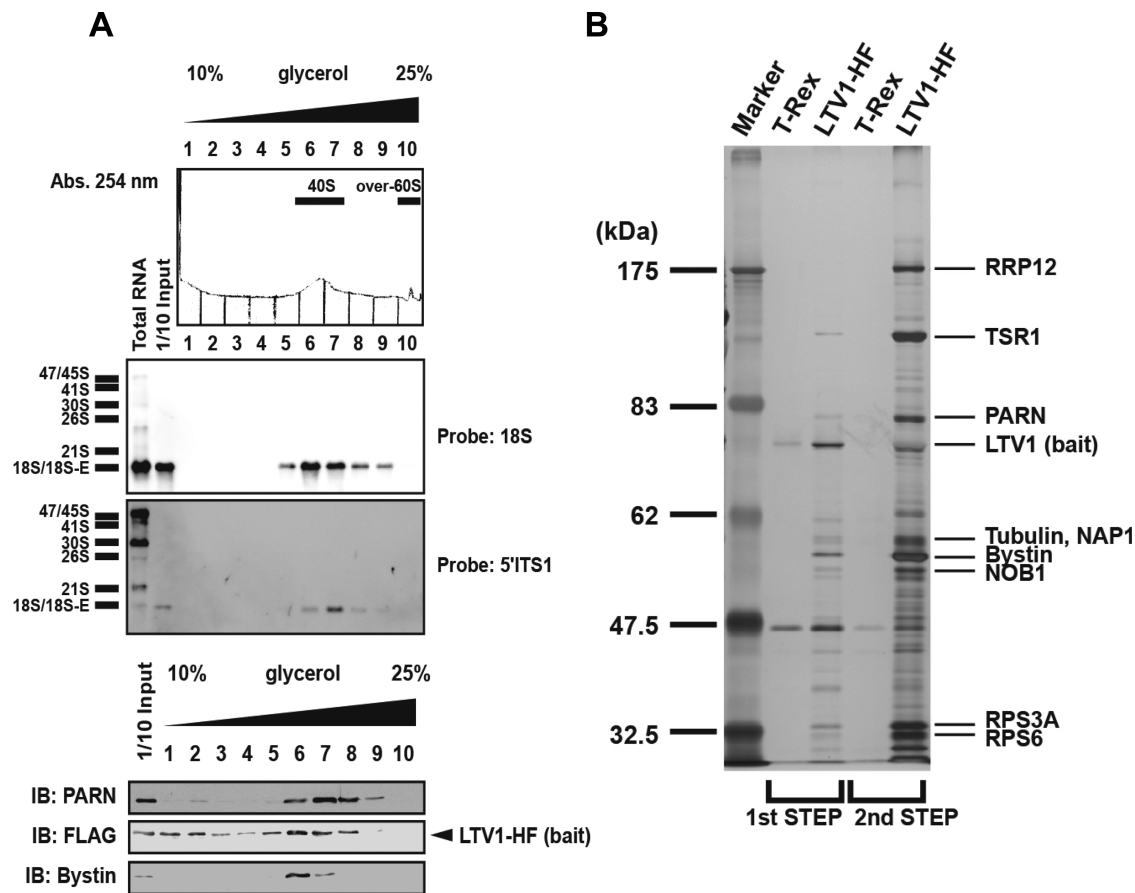 A
10% glycerol 25%
1 2 3 4 5 6 7 8 9 10
Abs. 254 nm
40S over-60S
Total RNA
1/10 Input
1 2 3 4 5 6 7 8 9 10
47/45S
41S
30S
26S
21S
18S/18S-E
Probe: 18S
47/45S
41S
30S
26S
21S
18S/18S-E
Probe: 5'ITS1
1/10 Input
10% glycerol 25%
1 2 3 4 5 6 7 8 9 10
IB: PARN
IB: FLAG
LTV1-HF (bait)
IB: Bystin
B
Marker
T-Rex
LTV1-HF
T-Rex
LTV1-HF
(kDa)
175
83
62
47.5
32.5
RRP12
TSR1
PARN
LTV1 (bait)
Tubulin, NAP1
Bystin
NOB1
RPS3A
RPS6
1st STEP 2nd STEP